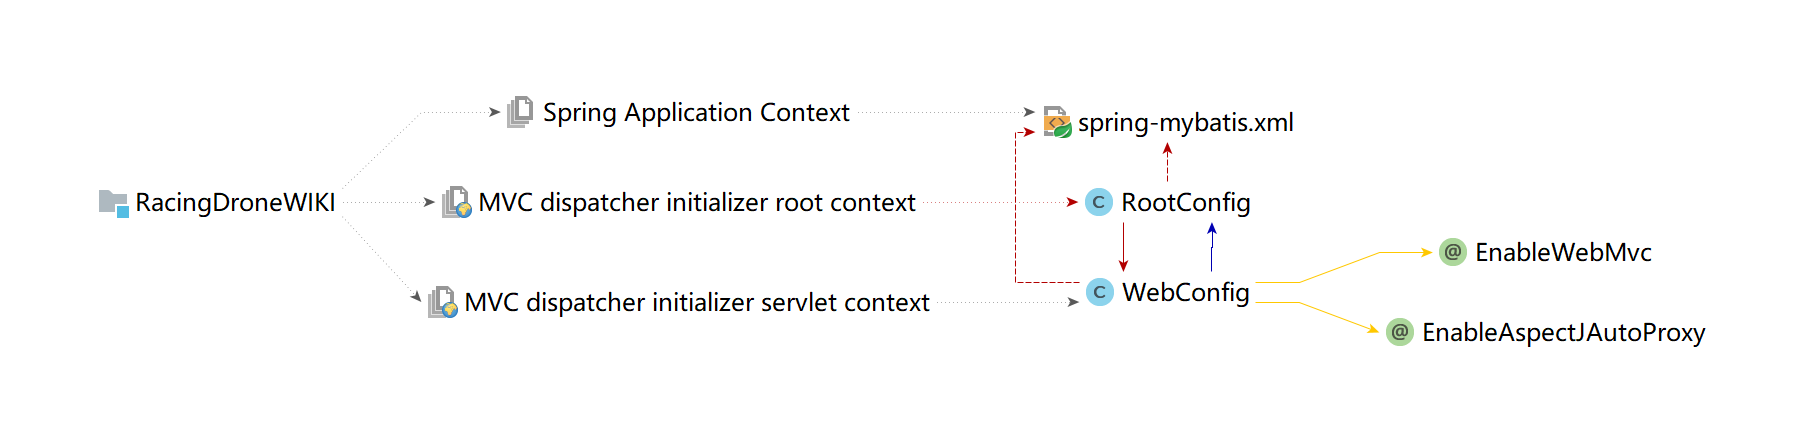 Spring Application Context
spring-mybatis.xml
RacingDroneWIKI
MVC dispatcher initializer root context
C RootConfig
@ EnableWebMvc
MVC dispatcher initializer servlet context
C WebConfig
@ EnableAspectJAutoProxy